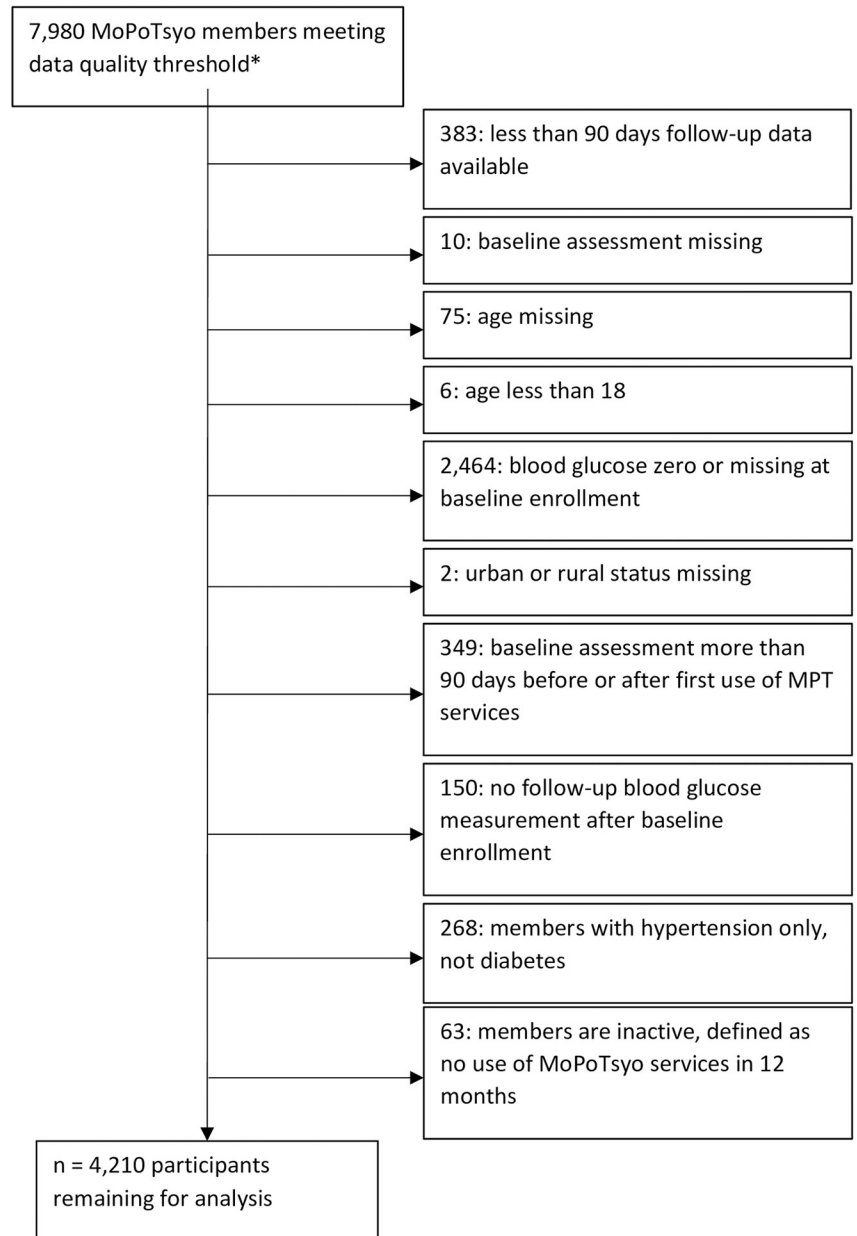 7,980 MoPoTsyo members meeting
data quality threshold*
383: less than 90 days follow-up data
available
10: baseline assessment missing
75: age missing
6: age less than 18
2,464: blood glucose zero or missing at
baseline enrollment
2: urban or rural status missing
349: baseline assessment more than
90 days before or after first use of MPT
services
150: no follow-up blood glucose
measurement after baseline
enrollment
268: members with hypertension only,
not diabetes
63: members are inactive, defined as
no use of MoPoTsyo services in 12
months
n = 4,210 participants
remaining for analysis